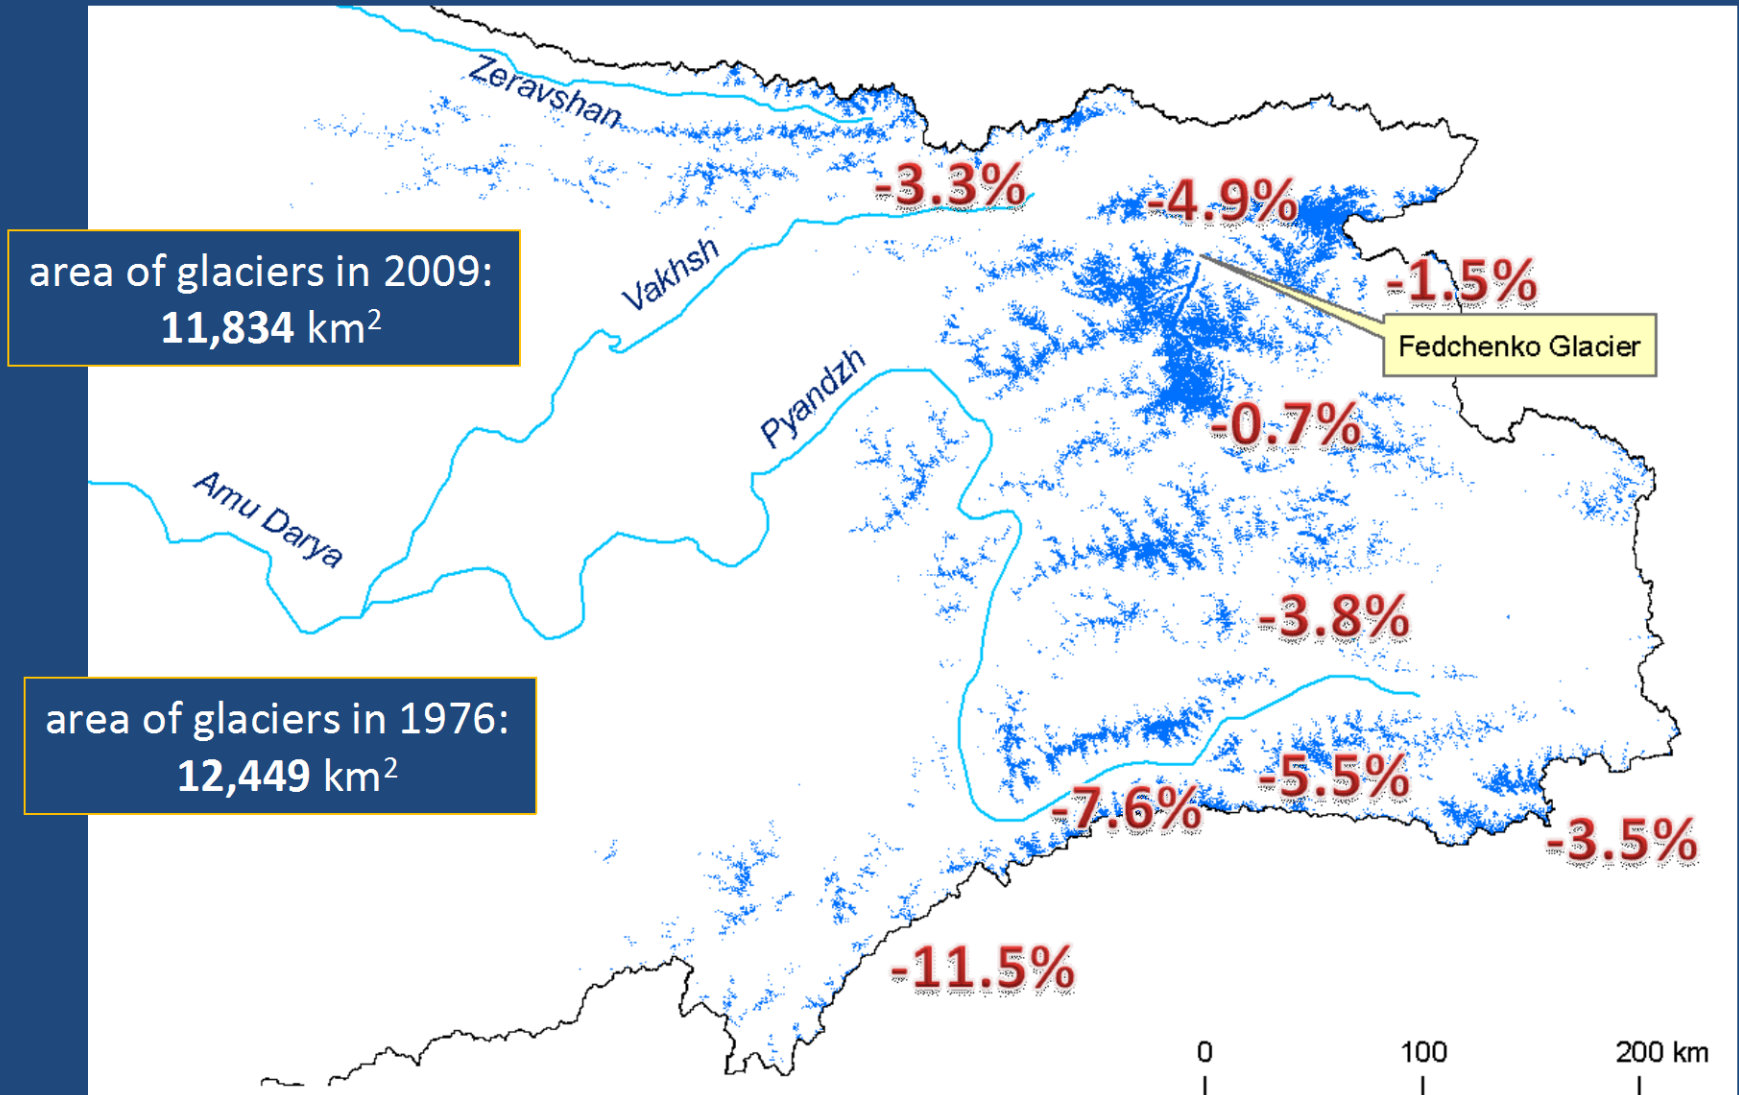 Zeravshan
-3.3%
-4.9%
area of glaciers in 2009:
11,834 km²
Vakhsh
-1.5%
Fedchenko Glacier
Pyandzh
-0.7%
Amu Darya
-3.8%
area of glaciers in 1976:
12,449 km²
-5.5%
-7.6%
-3.5%
-11.5%
0 100 200 km